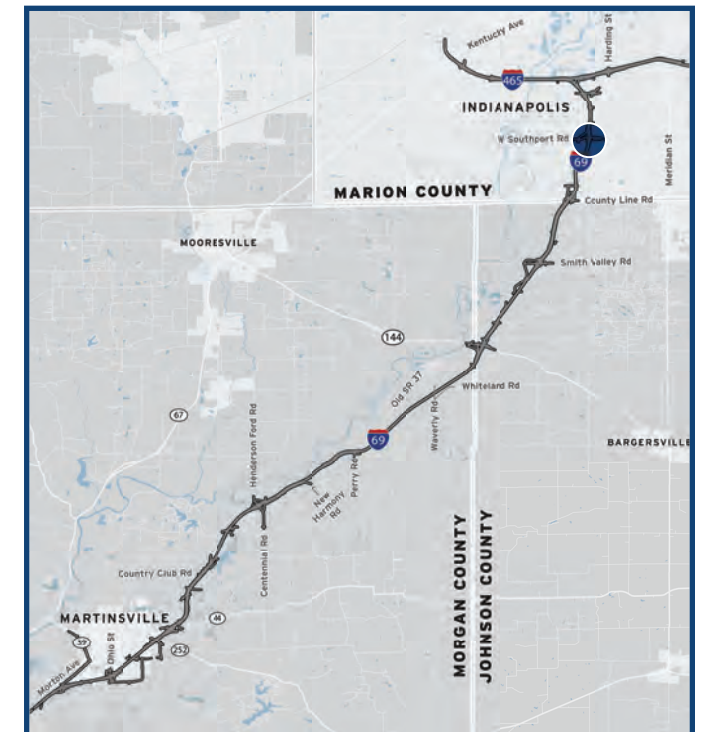 Kentucky Ave
Harding St
465
INDIANAPOLIS
W Southport Rd
69
Meridian St
MARION COUNTY
County Line Rd
MOORESVILLE
Smith Valley Rd
144
Old SR 37
Whiteland Rd
Waverly Rd
67
Henderson Ford Rd
69
BARGERSVILLE
Perry Rd
New
Harmony
Rd
Centennial Rd
MORGAN COUNTY
JOHNSON COUNTY
Country Club Rd
MARTINSVILLE
44
39
Ohio St
252
Morton Ave